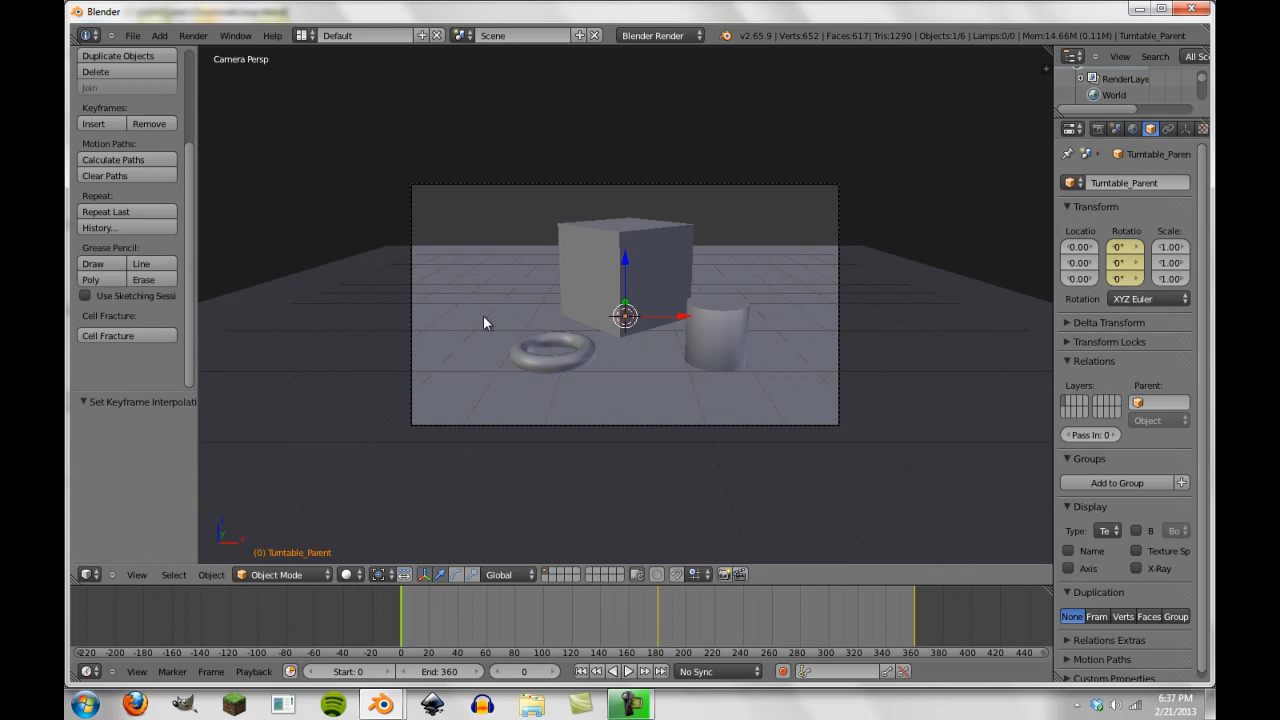 Blender
File Add Render Window Help Default Scene Blender Render v2.65.9 | Verts:652 | Faces:617| Tris:1290 | Objects:1/6 | Lamps:0/0 | Mem:14.66M (0.11M) | Turntable_Parent
Duplicate Objects
Delete
Join
Keyframes:
Insert Remove
Motion Paths:
Calculate Paths
Clear Paths
Repeat:
Repeat Last
History...
Grease Pencil:
Draw Line
Poly Erase
Use Sketching Sessi
Cell Fracture:
Cell Fracture
Set Keyframe Interpolati
Camera Persp
z
y
x
(0) Turntable_Parent
View Search All Sc
RenderLaye
World
Turntable_Paren
Turntable_Parent
Transform
Locatio Rotatio Scale:
0.00 0° 1.00
0.00 0° 1.00
0.00 0° 1.00
Rotation XYZ Euler
Delta Transform
Transform Locks
Relations
Layers: Parent:
Object
Pass In: 0
Groups
Add to Group
Display
Type: Te B Bo
Name Texture Sp
Axis X-Ray
Duplication
None Fram Verts Faces Group
Relations Extras
Motion Paths
Custom Properties
View Select Object Object Mode Global
-220 -200 -180 -160 -140 -120 -100 -80 -60 -40 -20 0 20 40 60 80 100 120 140 160 180 200 220 240 260 280 300 320 340 360 380 400 420 440
View Marker Frame Playback Start: 0 End: 360 0 No Sync
6:37 PM
2/21/2013